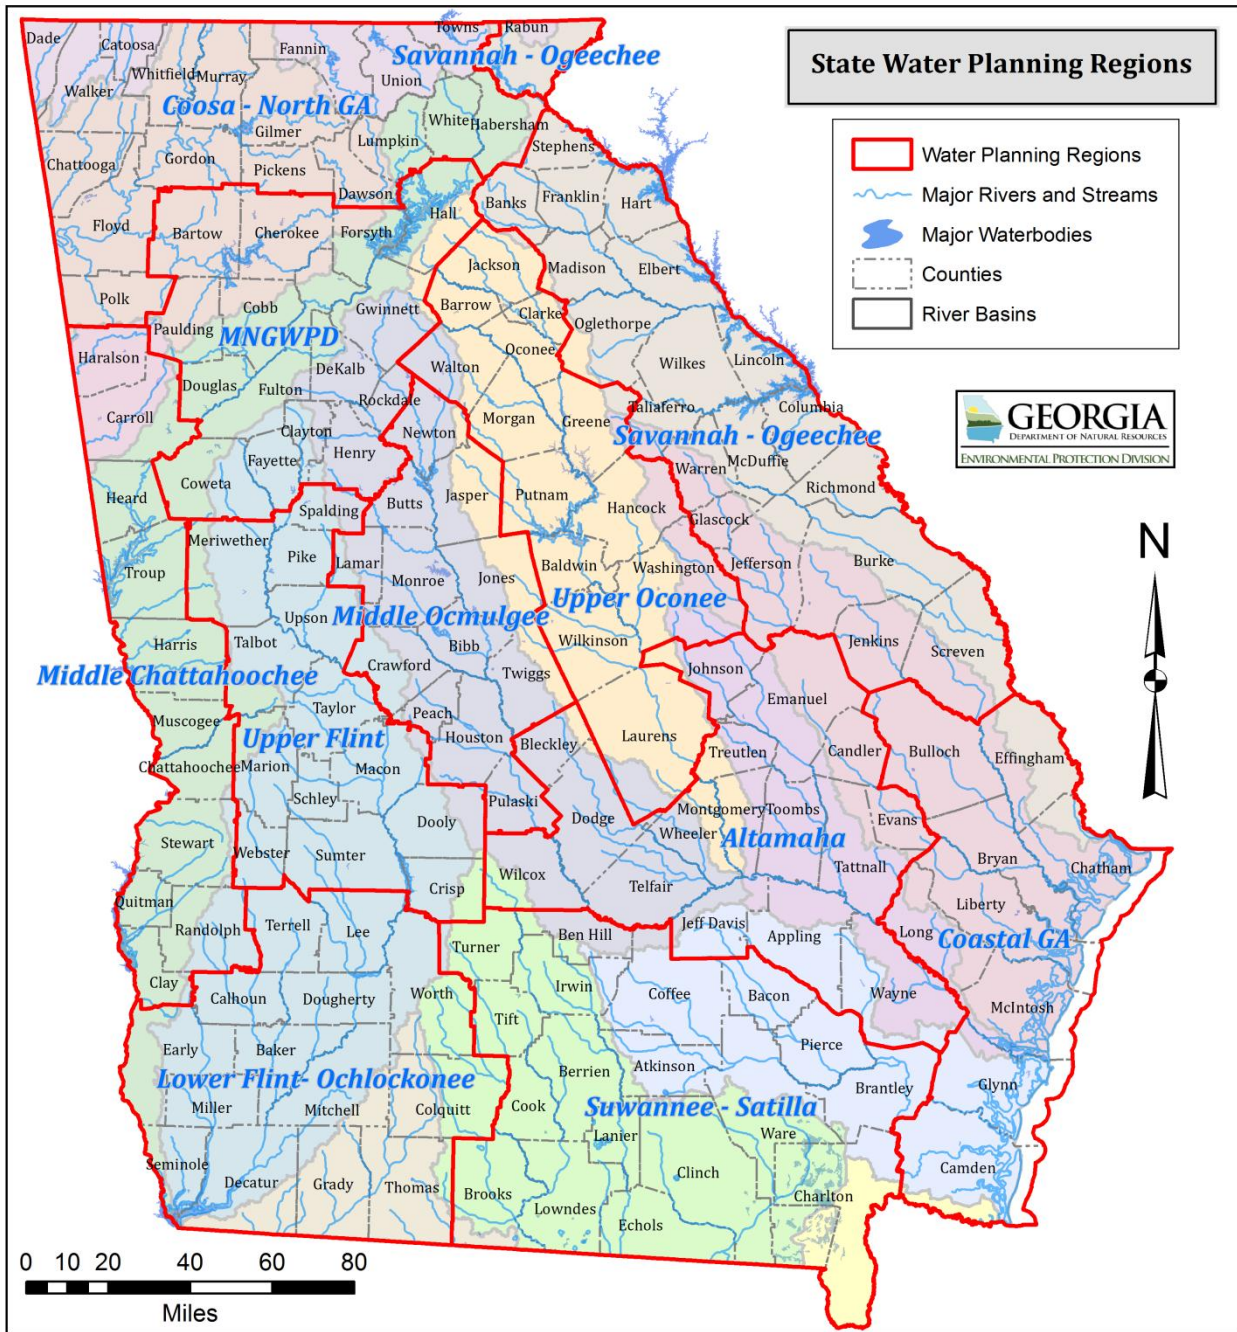 State Water Planning Regions
Water Planning Regions
Major Rivers and Streams
Major Waterbodies
Counties
River Basins
GEORGIA
DEPARTMENT OF NATURAL RESOURCES
ENVIRONMENTAL PROTECTION DIVISION
N
Towns
Rabun
Dade
Catoosa
Fannin
Savannah - Ogeechee
Whitfield
Murray
Union
Walker
Coosa - North GA
White
Habersham
Gilmer
Lumpkin
Stephens
Chattooga
Gordon
Pickens
Dawson
Banks
Franklin
Hart
Hall
Floyd
Bartow
Cherokee
Forsyth
Jackson
Madison
Elbert
Polk
Cobb
Gwinnett
Barrow
Clarke
Paulding
MNGWPD
Oglethorpe
Oconee
Haralson
DeKalb
Walton
Wilkes
Lincoln
Douglas
Fulton
Rockdale
Carroll
Morgan
Greene
Taliaferro
Columbia
Clayton
Newton
Savannah - Ogeechee
Fayette
Henry
Warren
McDuffie
Coweta
Heard
Butts
Jasper
Putnam
Richmond
Spalding
Hancock
Glascock
Meriwether
Pike
Lamar
Baldwin
Washington
Jefferson
Burke
Troup
Monroe
Jones
Upper Oconee
Upson
Middle Ocmulgee
Harris
Talbot
Bibb
Wilkinson
Jenkins
Screven
Middle Chattahoochee
Crawford
Twiggs
Johnson
Emanuel
Muscogee
Taylor
Peach
Upper Flint
Houston
Laurens
Bleckley
Treutlen
Candler
Bulloch
Effingham
Chattahoochee
Marion
Macon
Schley
Pulaski
Montgomery
Toombs
Dooly
Dodge
Evans
Stewart
Wheeler
Altamaha
Webster
Sumter
Bryan
Chatham
Tattnall
Crisp
Wilcox
Telfair
Quitman
Liberty
Randolph
Terrell
Lee
Ben Hill
Jeff Davis
Appling
Long
Coastal GA
Turner
Clay
Calhoun
Dougherty
Worth
Irwin
Coffee
Bacon
Wayne
McIntosh
Tift
Early
Baker
Pierce
Lower Flint- Ochlockonee
Berrien
Atkinson
Brantley
Glynn
Miller
Mitchell
Colquitt
Cook
Suwannee - Satilla
Lanier
Ware
Seminole
Clinch
Camden
Decatur
Grady
Thomas
Brooks
Charlton
Lowndes
Echols
0 10 20 40 60 80
Miles